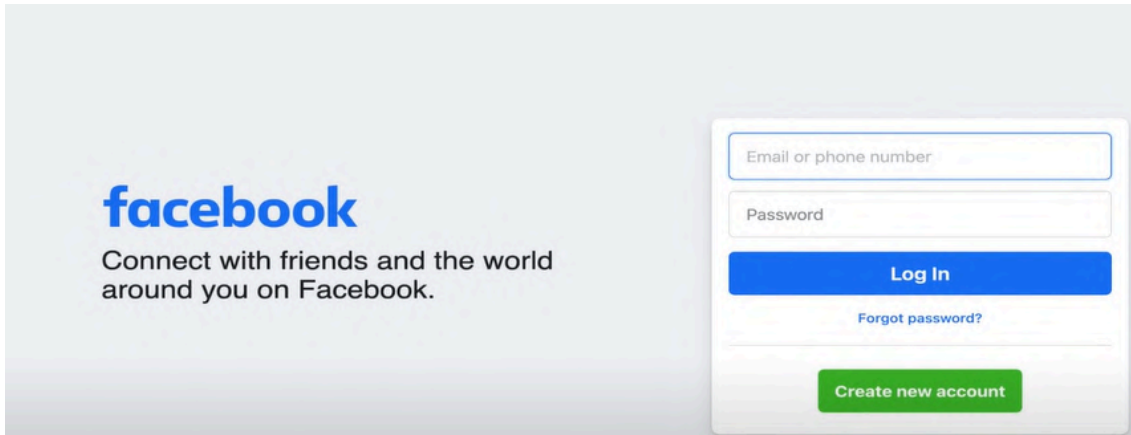 facebook
Connect with friends and the world
around you on Facebook.
Email or phone number
Password
Log In
Forgot password?
Create new account